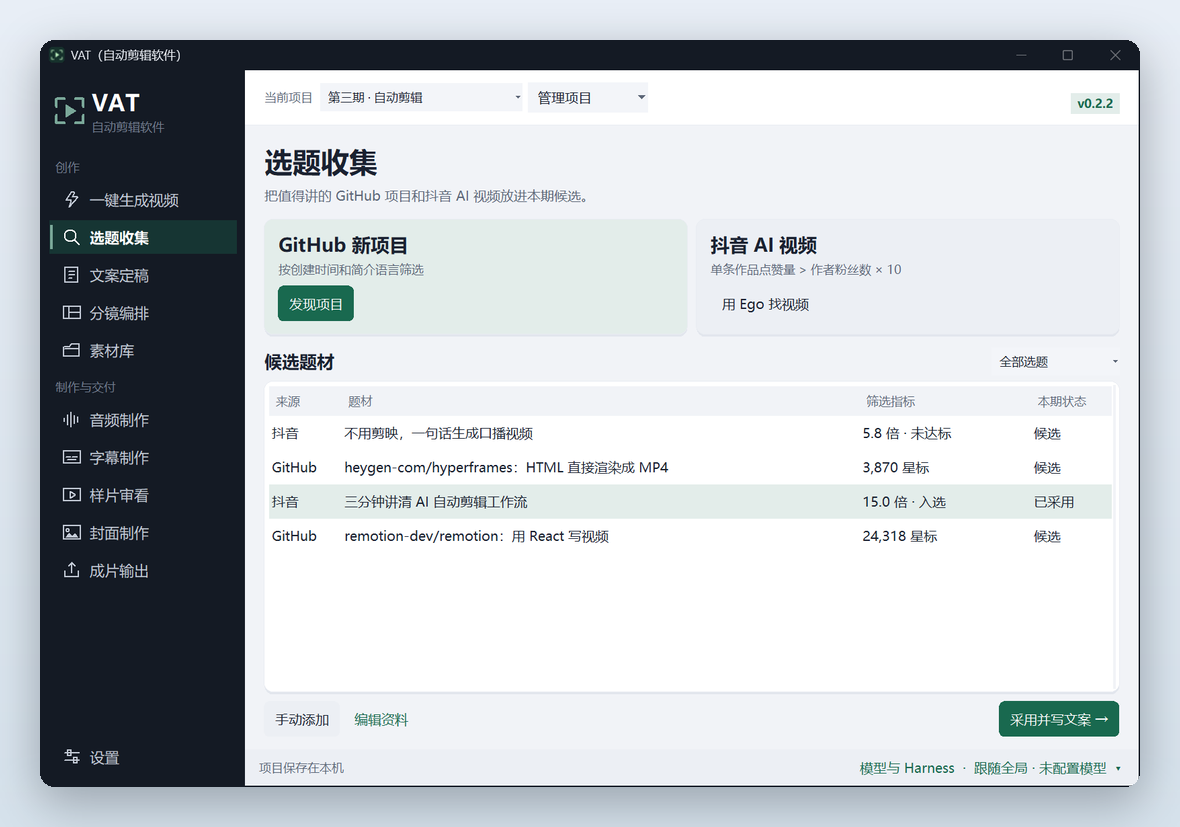 VAT（自动剪辑软件）
VAT
自动剪辑软件
创作
一键生成视频
选题收集
文案定稿
分镜编排
素材库
制作与交付
音频制作
字幕制作
样片审看
封面制作
成片输出
设置
当前项目 第三期 · 自动剪辑 管理项目
v0.2.2
选题收集
把值得讲的 GitHub 项目和抖音 AI 视频放进本期候选。
GitHub 新项目
按创建时间和简介语言筛选
发现项目
抖音 AI 视频
单条作品点赞量 > 作者粉丝数 × 10
用 Ego 找视频
候选题材 全部选题
来源 题材 筛选指标 本期状态
抖音 不用剪映，一句话生成口播视频 5.8 倍 · 未达标 候选
GitHub heygen-com/hyperframes：HTML 直接渲染成 MP4 3,870 星标 候选
抖音 三分钟讲清 AI 自动剪辑工作流 15.0 倍 · 入选 已采用
GitHub remotion-dev/remotion：用 React 写视频 24,318 星标 候选
手动添加 编辑资料 采用并写文案 →
项目保存在本机 模型与 Harness · 跟随全局 · 未配置模型